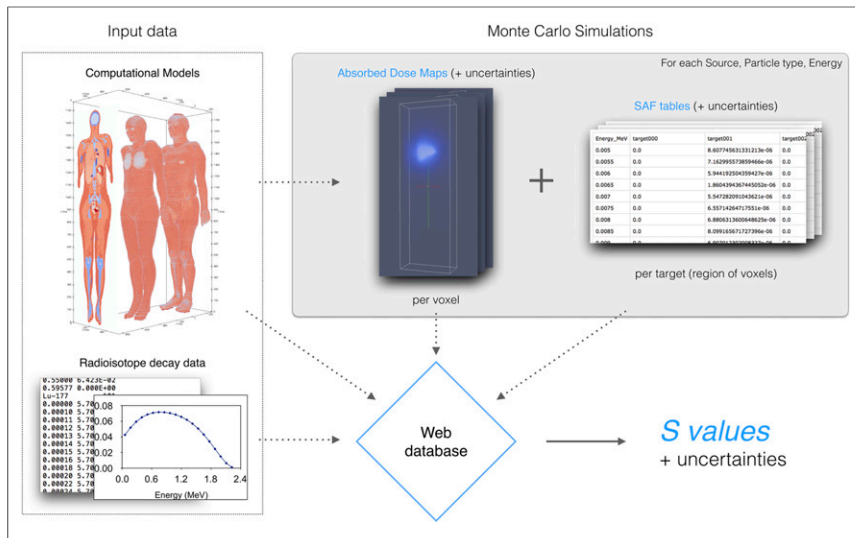 Input data
Monte Carlo Simulations
Computational Models
For each Source, Particle type, Energy
Absorbed Dose Maps (+ uncertainties)
SAF tables (+ uncertainties)
Energy_MeV target000 target001 target002
0.005 0.0 8.607745631331213e-06 0.0
0.0055 0.0 7.162995573859466e-06 0.0
0.006 0.0 5.944192504359427e-06 0.0
0.0065 0.0 1.8604394367445052e-06 0.0
0.007 0.0 5.547282091043621e-06 0.0
0.0075 0.0 6.55714264717551e-06 0.0
0.008 0.0 6.8806313600648625e-06 0.0
0.0085 0.0 8.099165671727396e-06 0.0
+
per voxel
per target (region of voxels)
Radioisotope decay data
0.55000 6.423E-02
0.59577 0.000E+00
Lu-177
0.00000 5.70
0.00010 5.70
0.00011 5.70
0.00012 5.70
0.00013 5.70
0.00014 5.70
0.00015 5.70
0.00016 5.70
0.00018 5.70
0.00020 5.70
0.00022 5.70
0.00024 5.70
0.08
0.06
0.04
0.02
0.00
0.0 0.6 1.2 1.8 2.4
Energy (MeV)
Web
database
S values
+ uncertainties